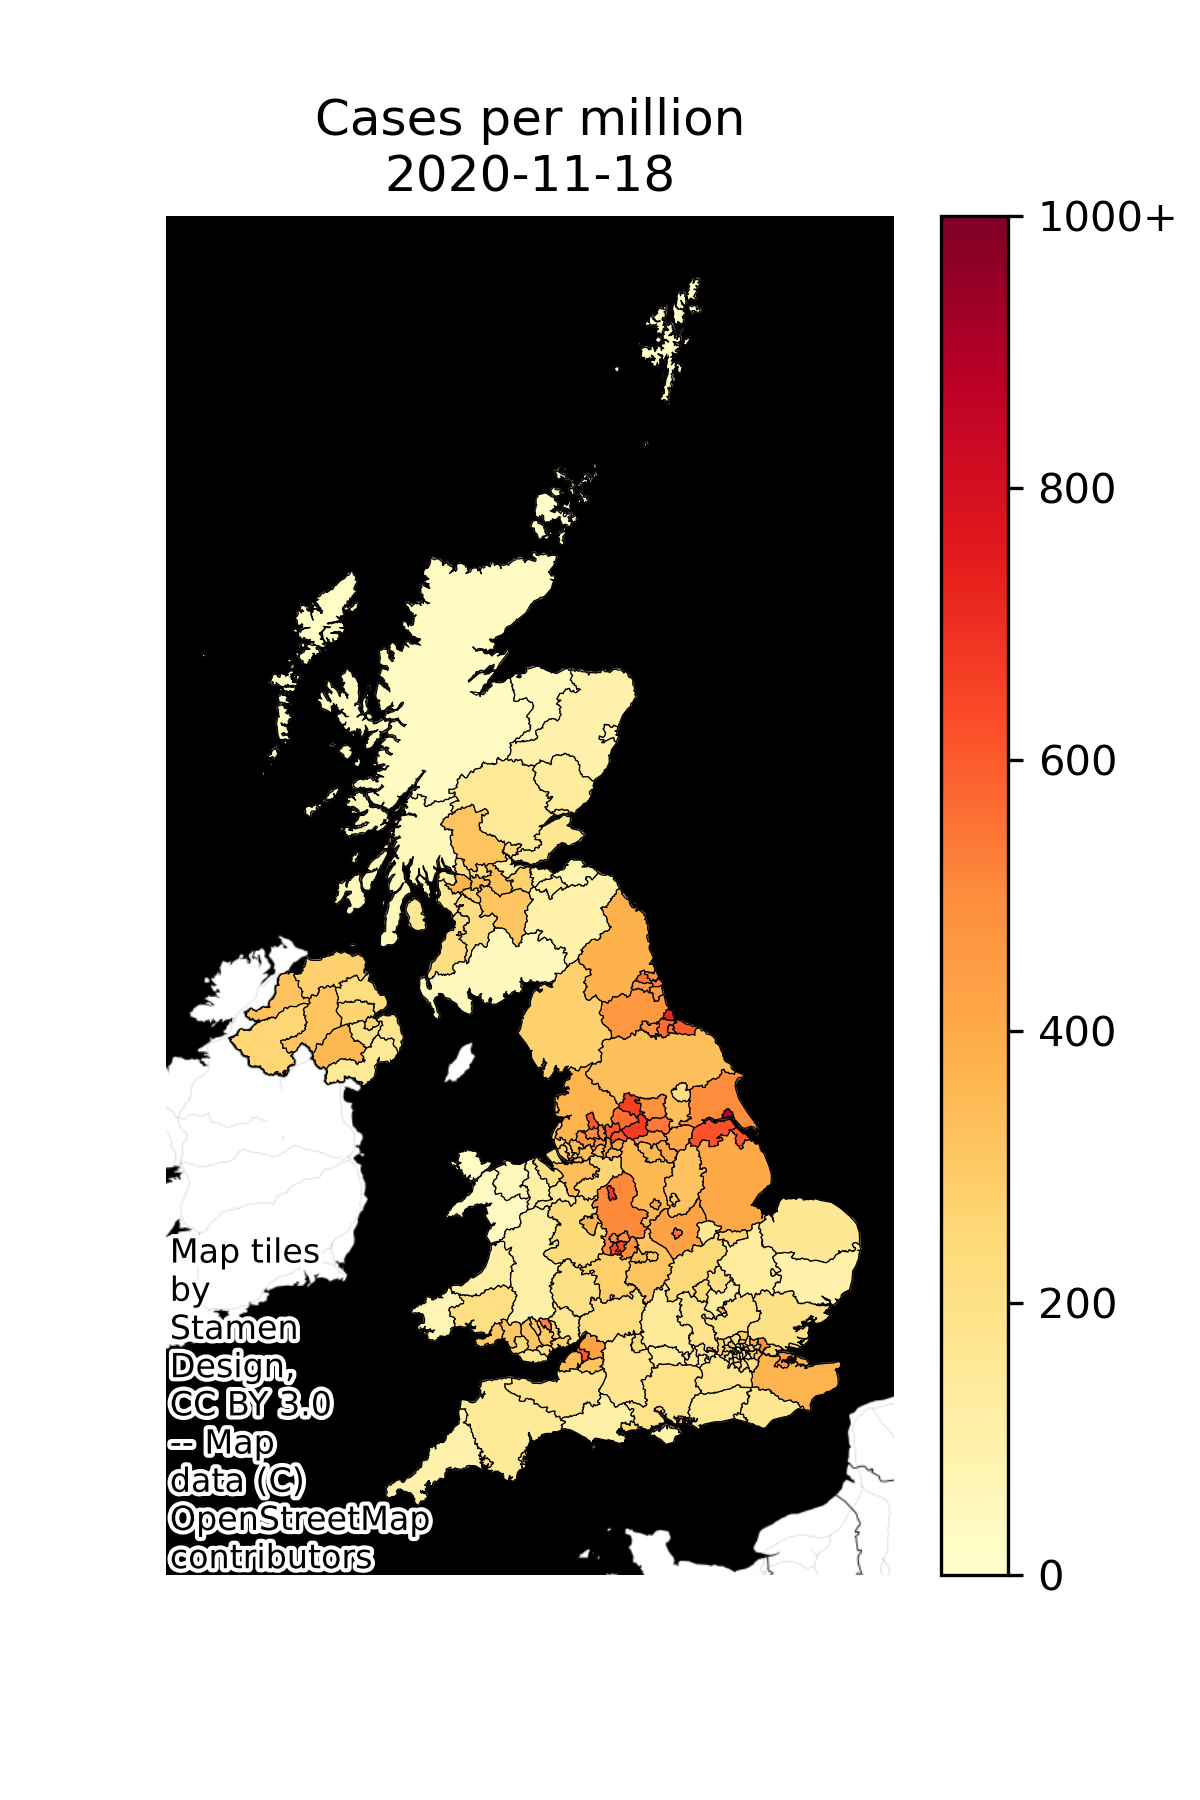 Cases per million
2020-11-18
1000+
800
600
400
200
0
Map tiles
by
Stamen
Design,
CC BY 3.0
-- Map
data (C)
OpenStreetMap
contributors